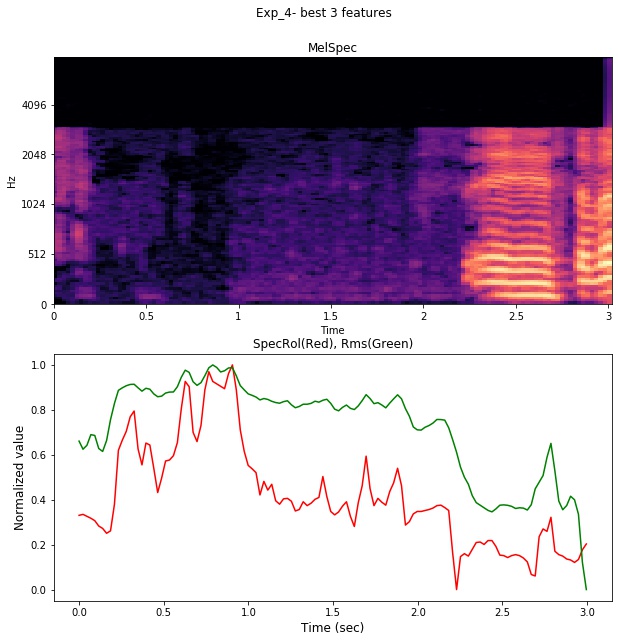 Exp_4- best 3 features
MelSpec
4096
2048
1024
512
0
Hz
0 0.5 1 1.5 2 2.5 3
Time
SpecRol(Red), Rms(Green)
1.0
0.8
0.6
0.4
0.2
0.0
Normalized value
0.0 0.5 1.0 1.5 2.0 2.5 3.0
Time (sec)